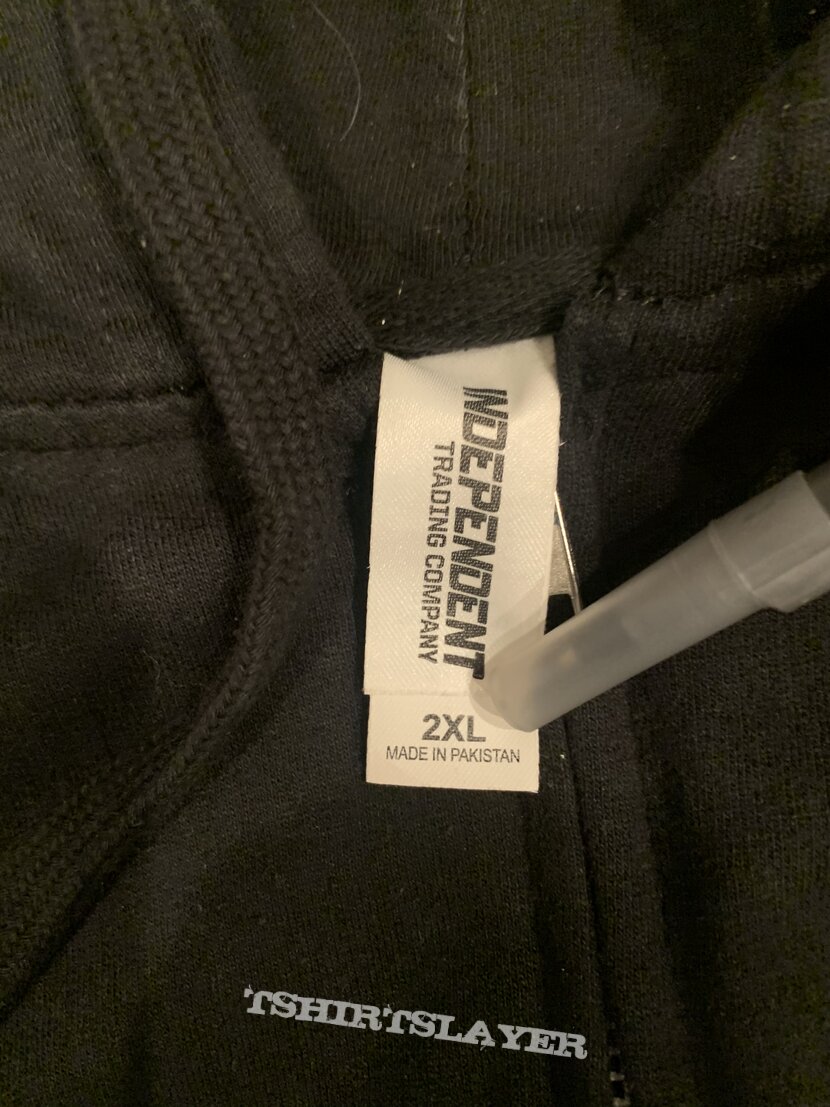 INDEPENDENT
TRADING COMPANY
2XL
MADE IN PAKISTAN
TSHIRTSLAYER